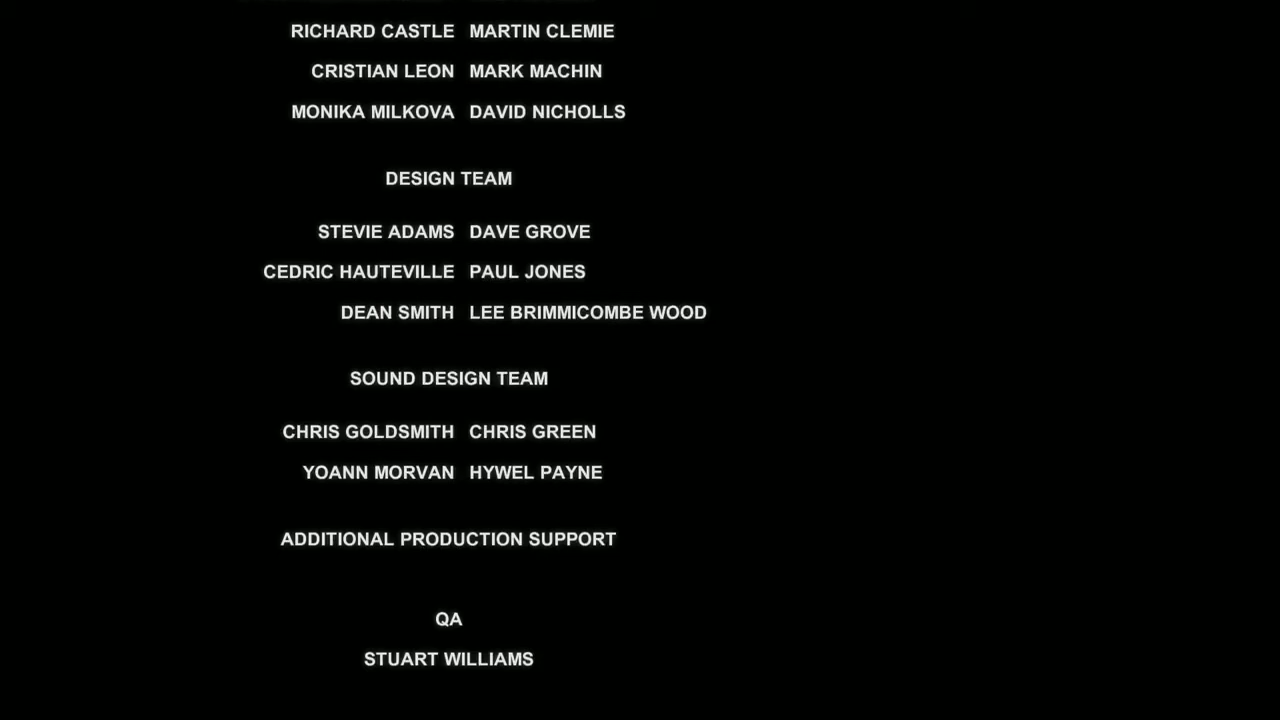 RICHARD CASTLE MARTIN CLEMIE
CRISTIAN LEON MARK MACHIN
MONIKA MILKOVA DAVID NICHOLLS
DESIGN TEAM
STEVIE ADAMS DAVE GROVE
CEDRIC HAUTEVILLE PAUL JONES
DEAN SMITH LEE BRIMMICOMBE WOOD
SOUND DESIGN TEAM
CHRIS GOLDSMITH CHRIS GREEN
YOANN MORVAN HYWEL PAYNE
ADDITIONAL PRODUCTION SUPPORT
QA
STUART WILLIAMS